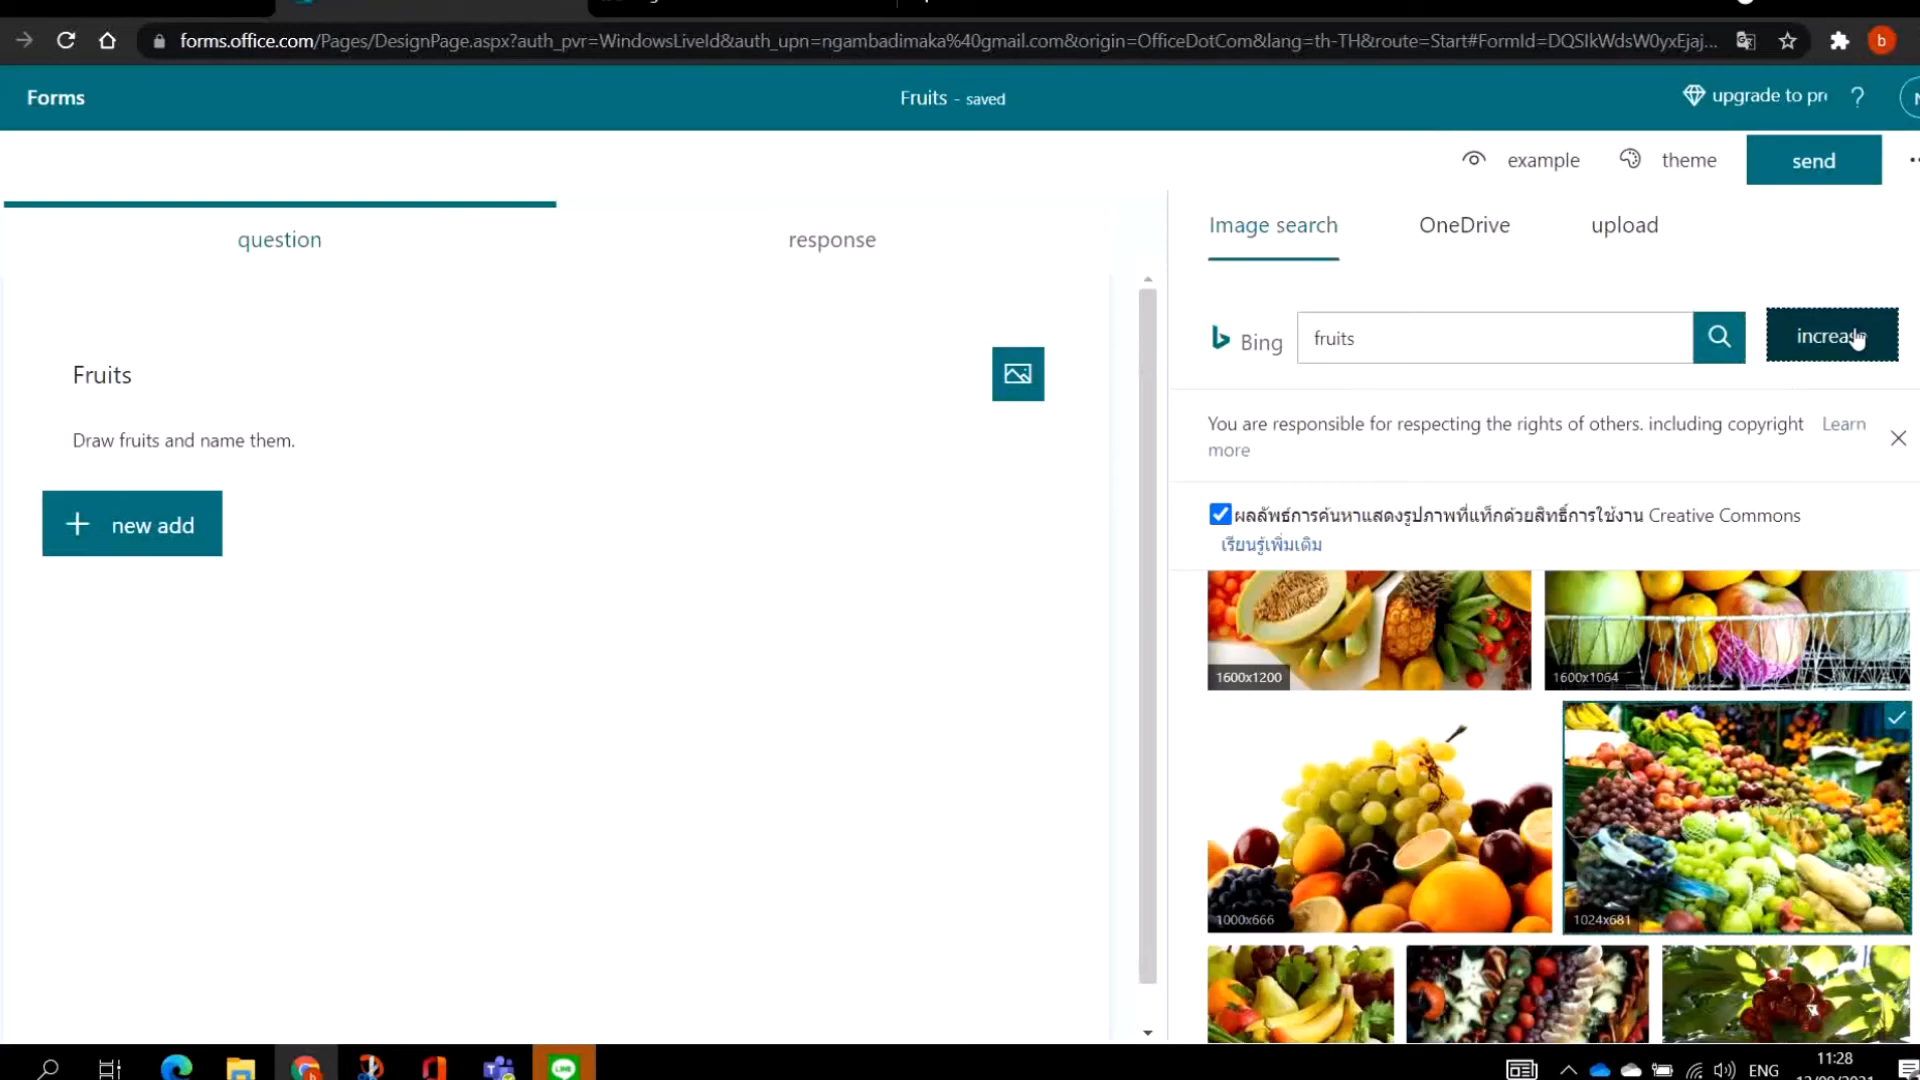 forms.office.com/Pages/DesignPage.aspx?auth_pvr=WindowsLiveId&auth_upn=ngambadimaka%40gmail.com&origin=OfficeDotCom&lang=th-TH&route=Start#FormId=DQSIkWdsW0yxEjaj...
b
Forms
Fruits - saved
upgrade to pr
?
example
theme
send
question
response
Image search
OneDrive
upload
Bing
fruits
increase
Fruits
You are responsible for respecting the rights of others. including copyright Learn
more
Draw fruits and name them.
new add
ผลลัพธ์การค้นหาแสดงรูปภาพที่แท็กด้วยสิทธิ์การใช้งาน Creative Commons
เรียนรู้เพิ่มเติม
1600x1200
1600x1064
1000x666
1024x681
LINE
ENG
11:28